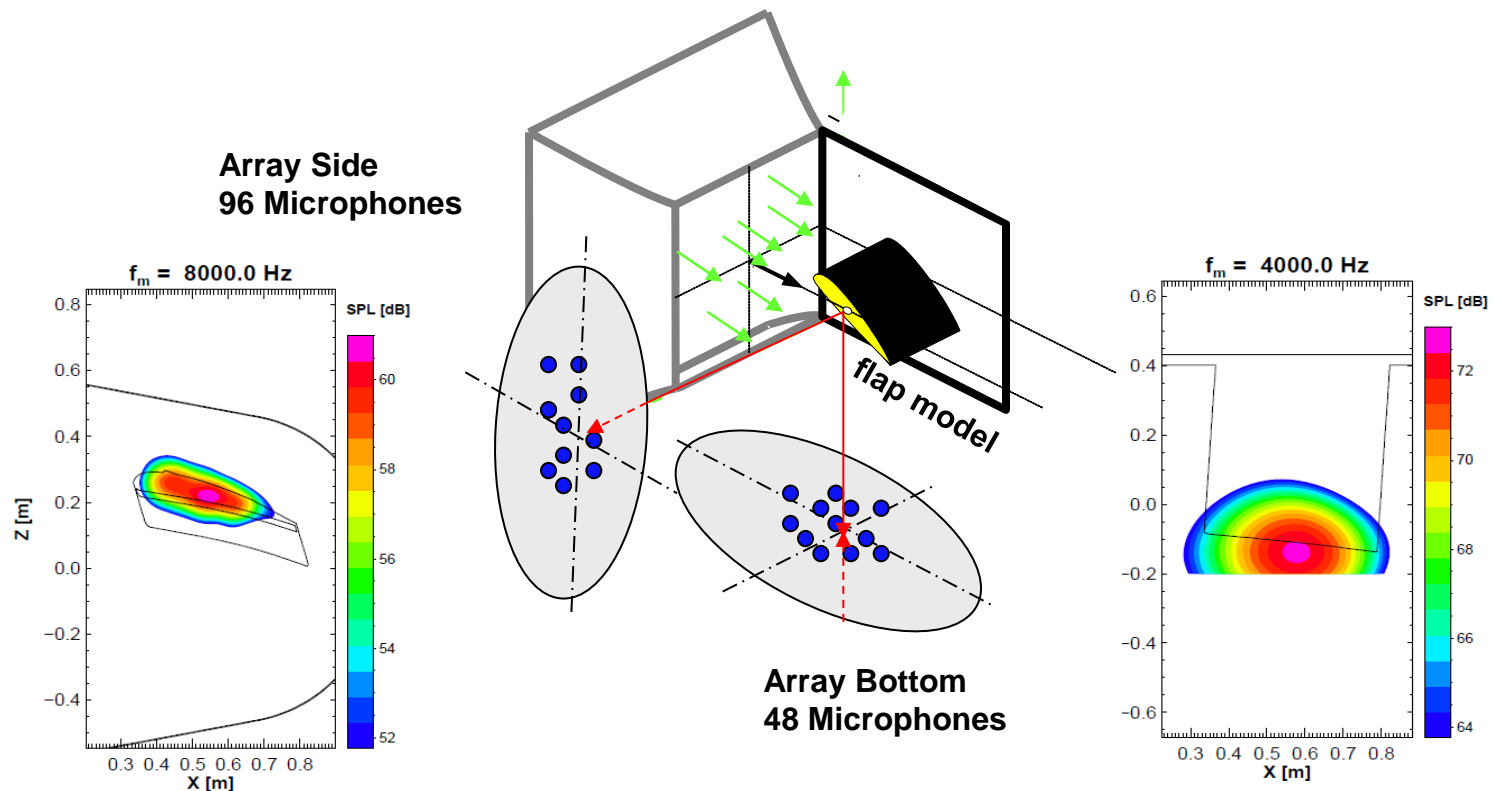 Array Side
96 Microphones
f_m = 8000.0 Hz
SPL [dB]
0.8
0.6
0.4
0.2
0.0
−0.2
−0.4
Z [m]
0.3 0.4 0.5 0.6 0.7 0.8
X [m]
60
58
56
54
52
flap model
Array Bottom
48 Microphones
f_m = 4000.0 Hz
SPL [dB]
0.6
0.4
0.2
0.0
−0.2
−0.4
−0.6
0.3 0.4 0.5 0.6 0.7 0.8
X [m]
72
70
68
66
64